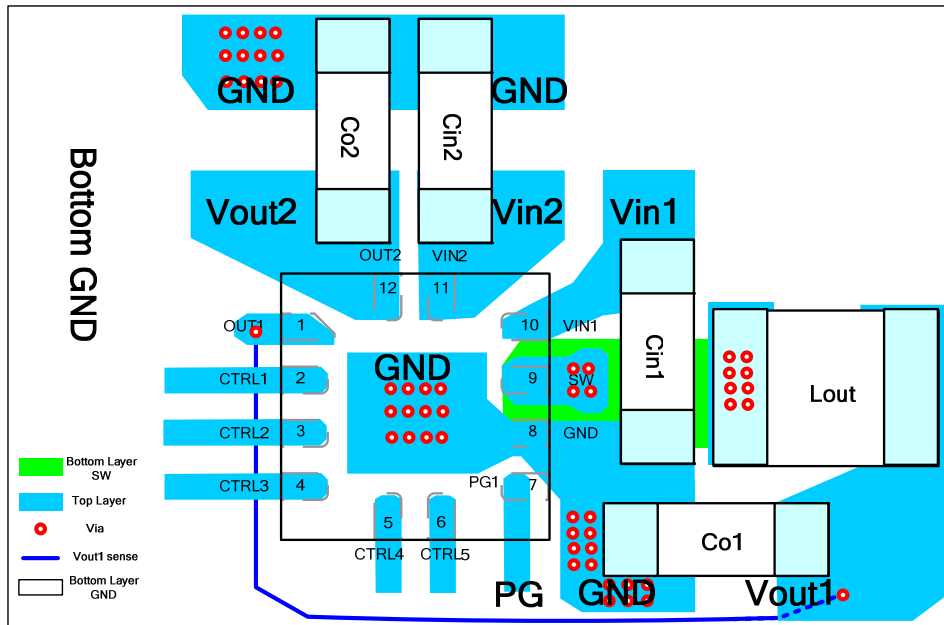 GND
GND
Co2
Cin2
Bottom GND
Vout2
Vin2
Vin1
OUT2
VIN2
12
11
OUT1
1
10
VIN1
Cin1
GND
CTRL1
2
9
SW
Lout
CTRL2
3
8
GND
CTRL3
4
PG1
7
5
6
CTRL4
CTRL5
Co1
PG
GND
Vout1
Bottom Layer
SW
Top Layer
Via
Vout1 sense
Bottom Layer
GND